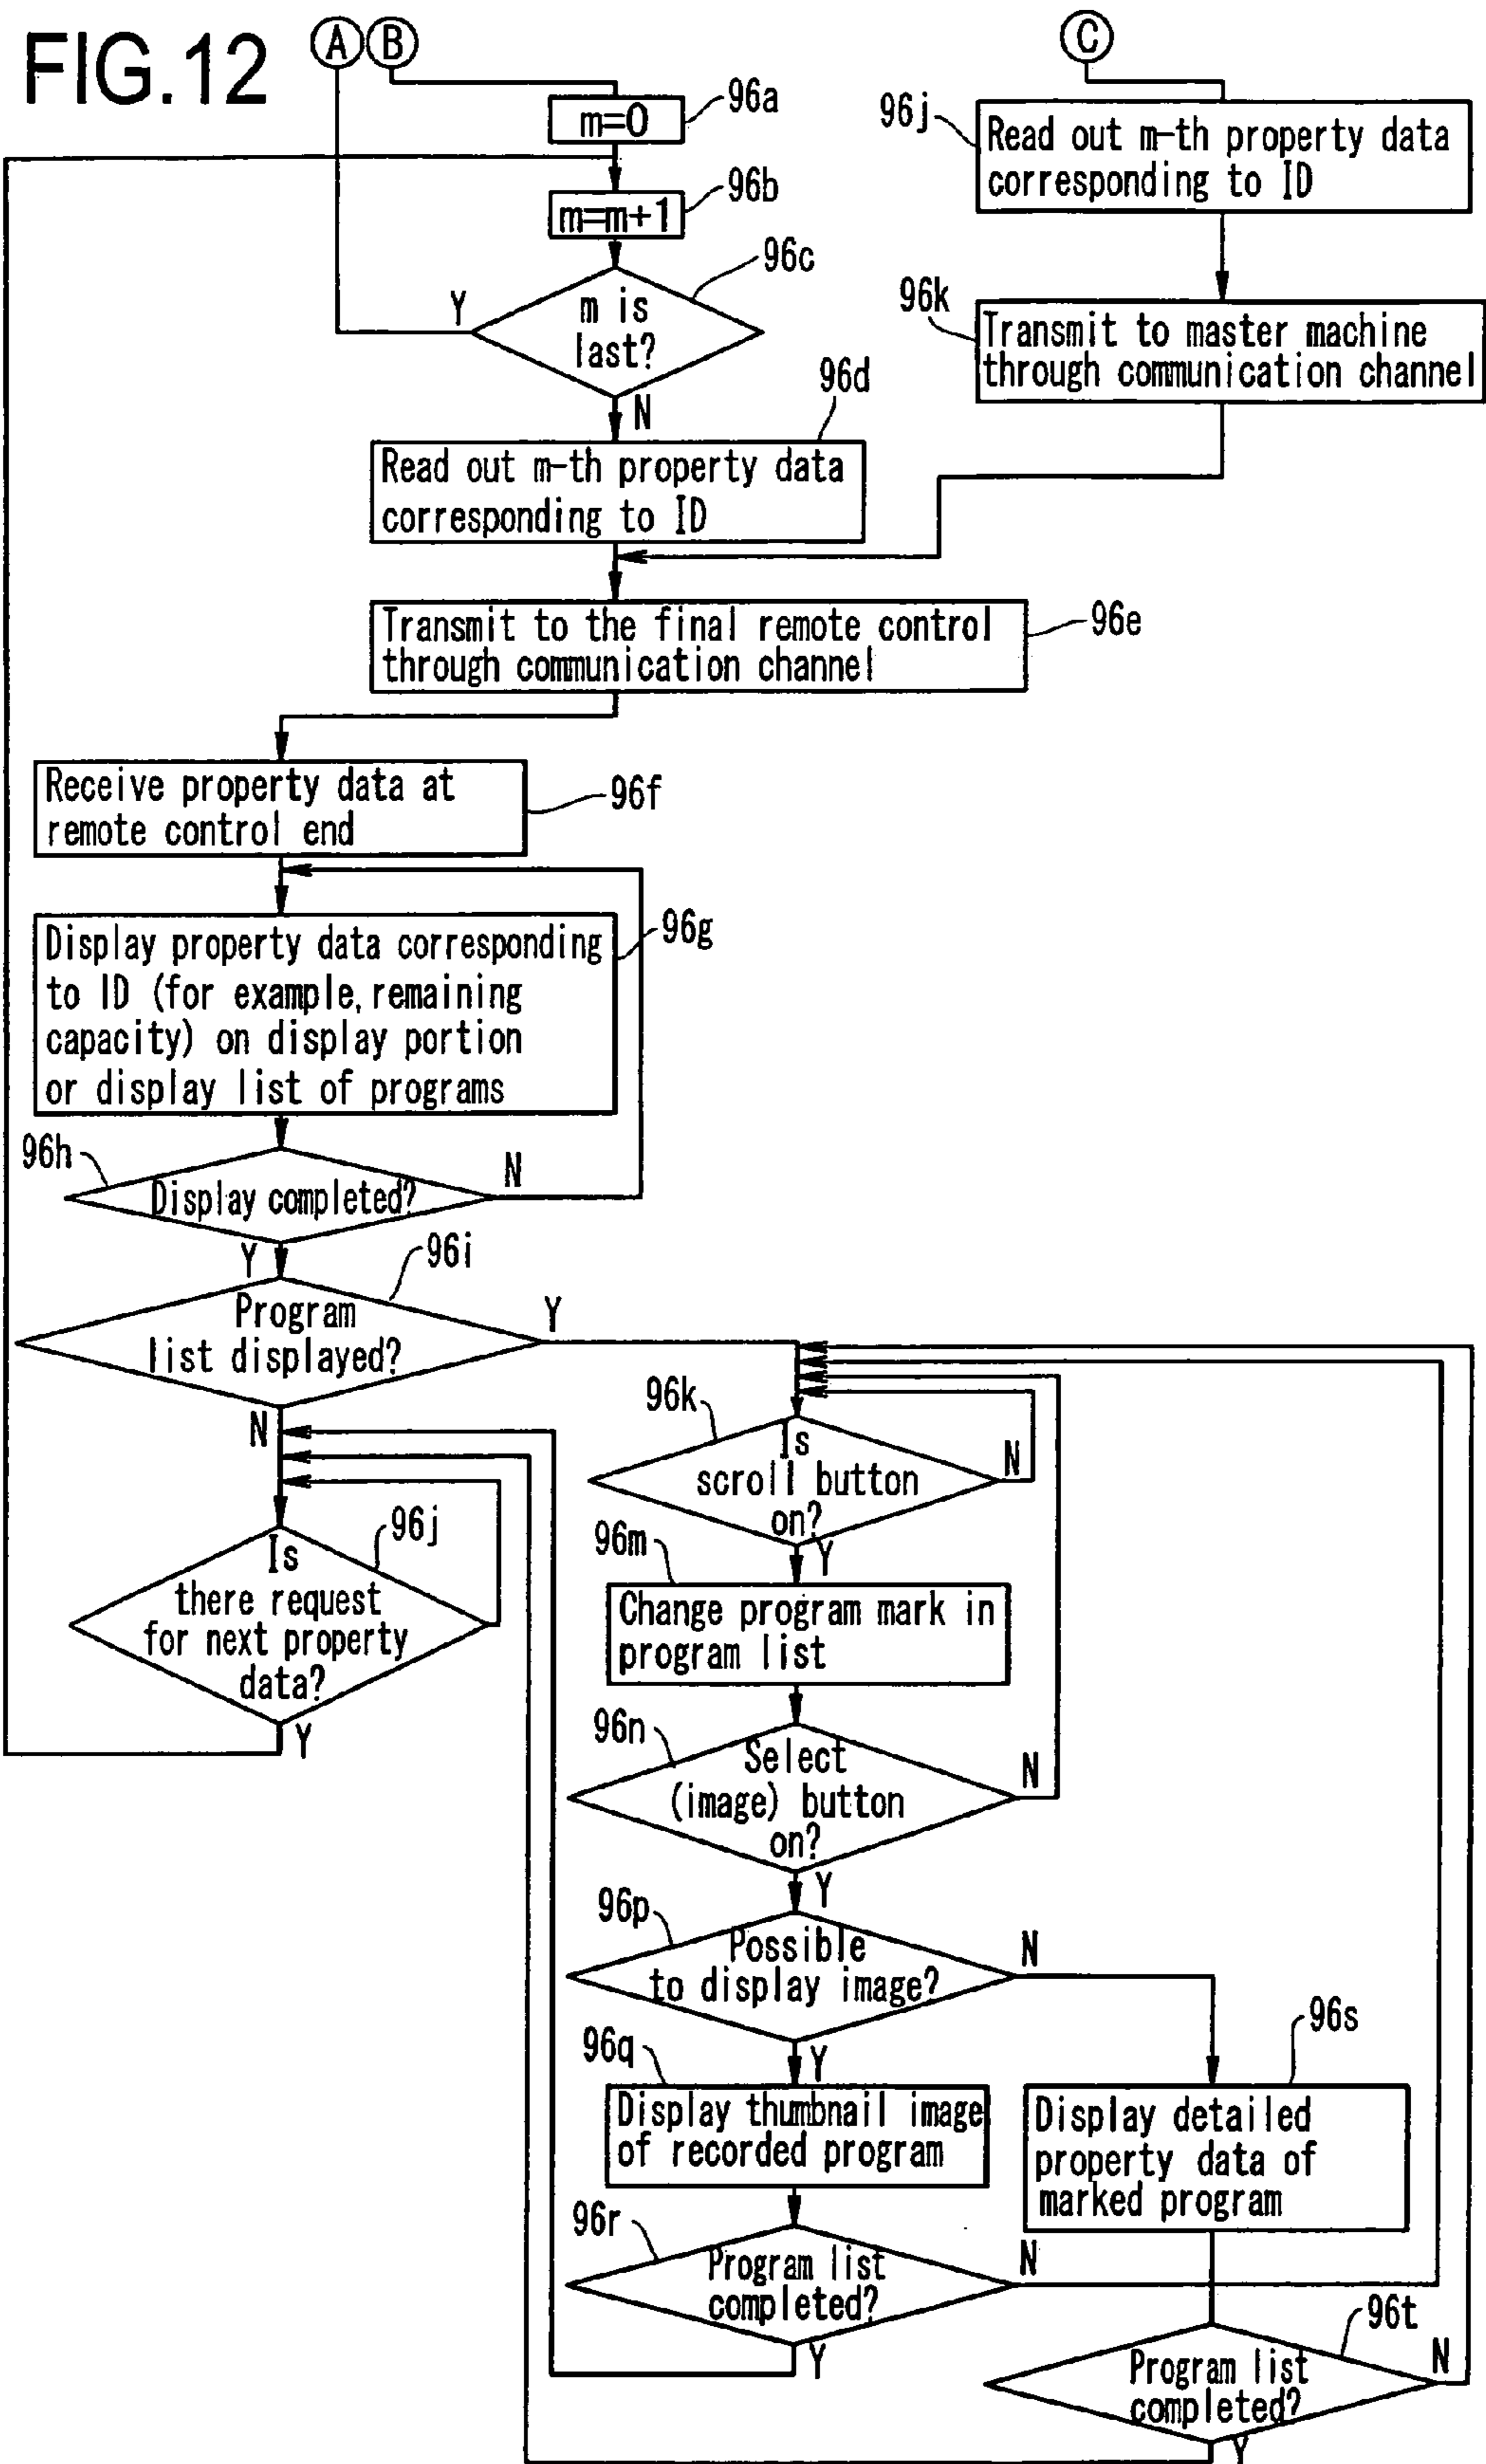 FIG.12
A B
C
96a
m=0
96j
Read out m-th property data
corresponding to ID
96b
m=m+1
96c
Y
m is
last?
N
96k
Transmit to master machine
through communication channel
96d
Read out m-th property data
corresponding to ID
Transmit to the final remote control
through communication channel
96e
Receive property data at
remote control end
96f
Display property data corresponding
to ID (for example, remaining
capacity) on display portion
or display list of programs
96g
96h
Display completed?
N
Y
96i
Program
list displayed?
Y
N
96j
Is
there request
for next property
data?
Y
96k
Is
scroll button
on?
N
Y
96m
Change program mark in
program list
96n
Select
(image) button
on?
N
Y
96p
Possible
to display image?
N
Y
96q
Display thumbnail image
of recorded program
96s
Display detailed
property data of
marked program
96r
Program list
completed?
N
Y
96t
Program list
completed?
N
Y